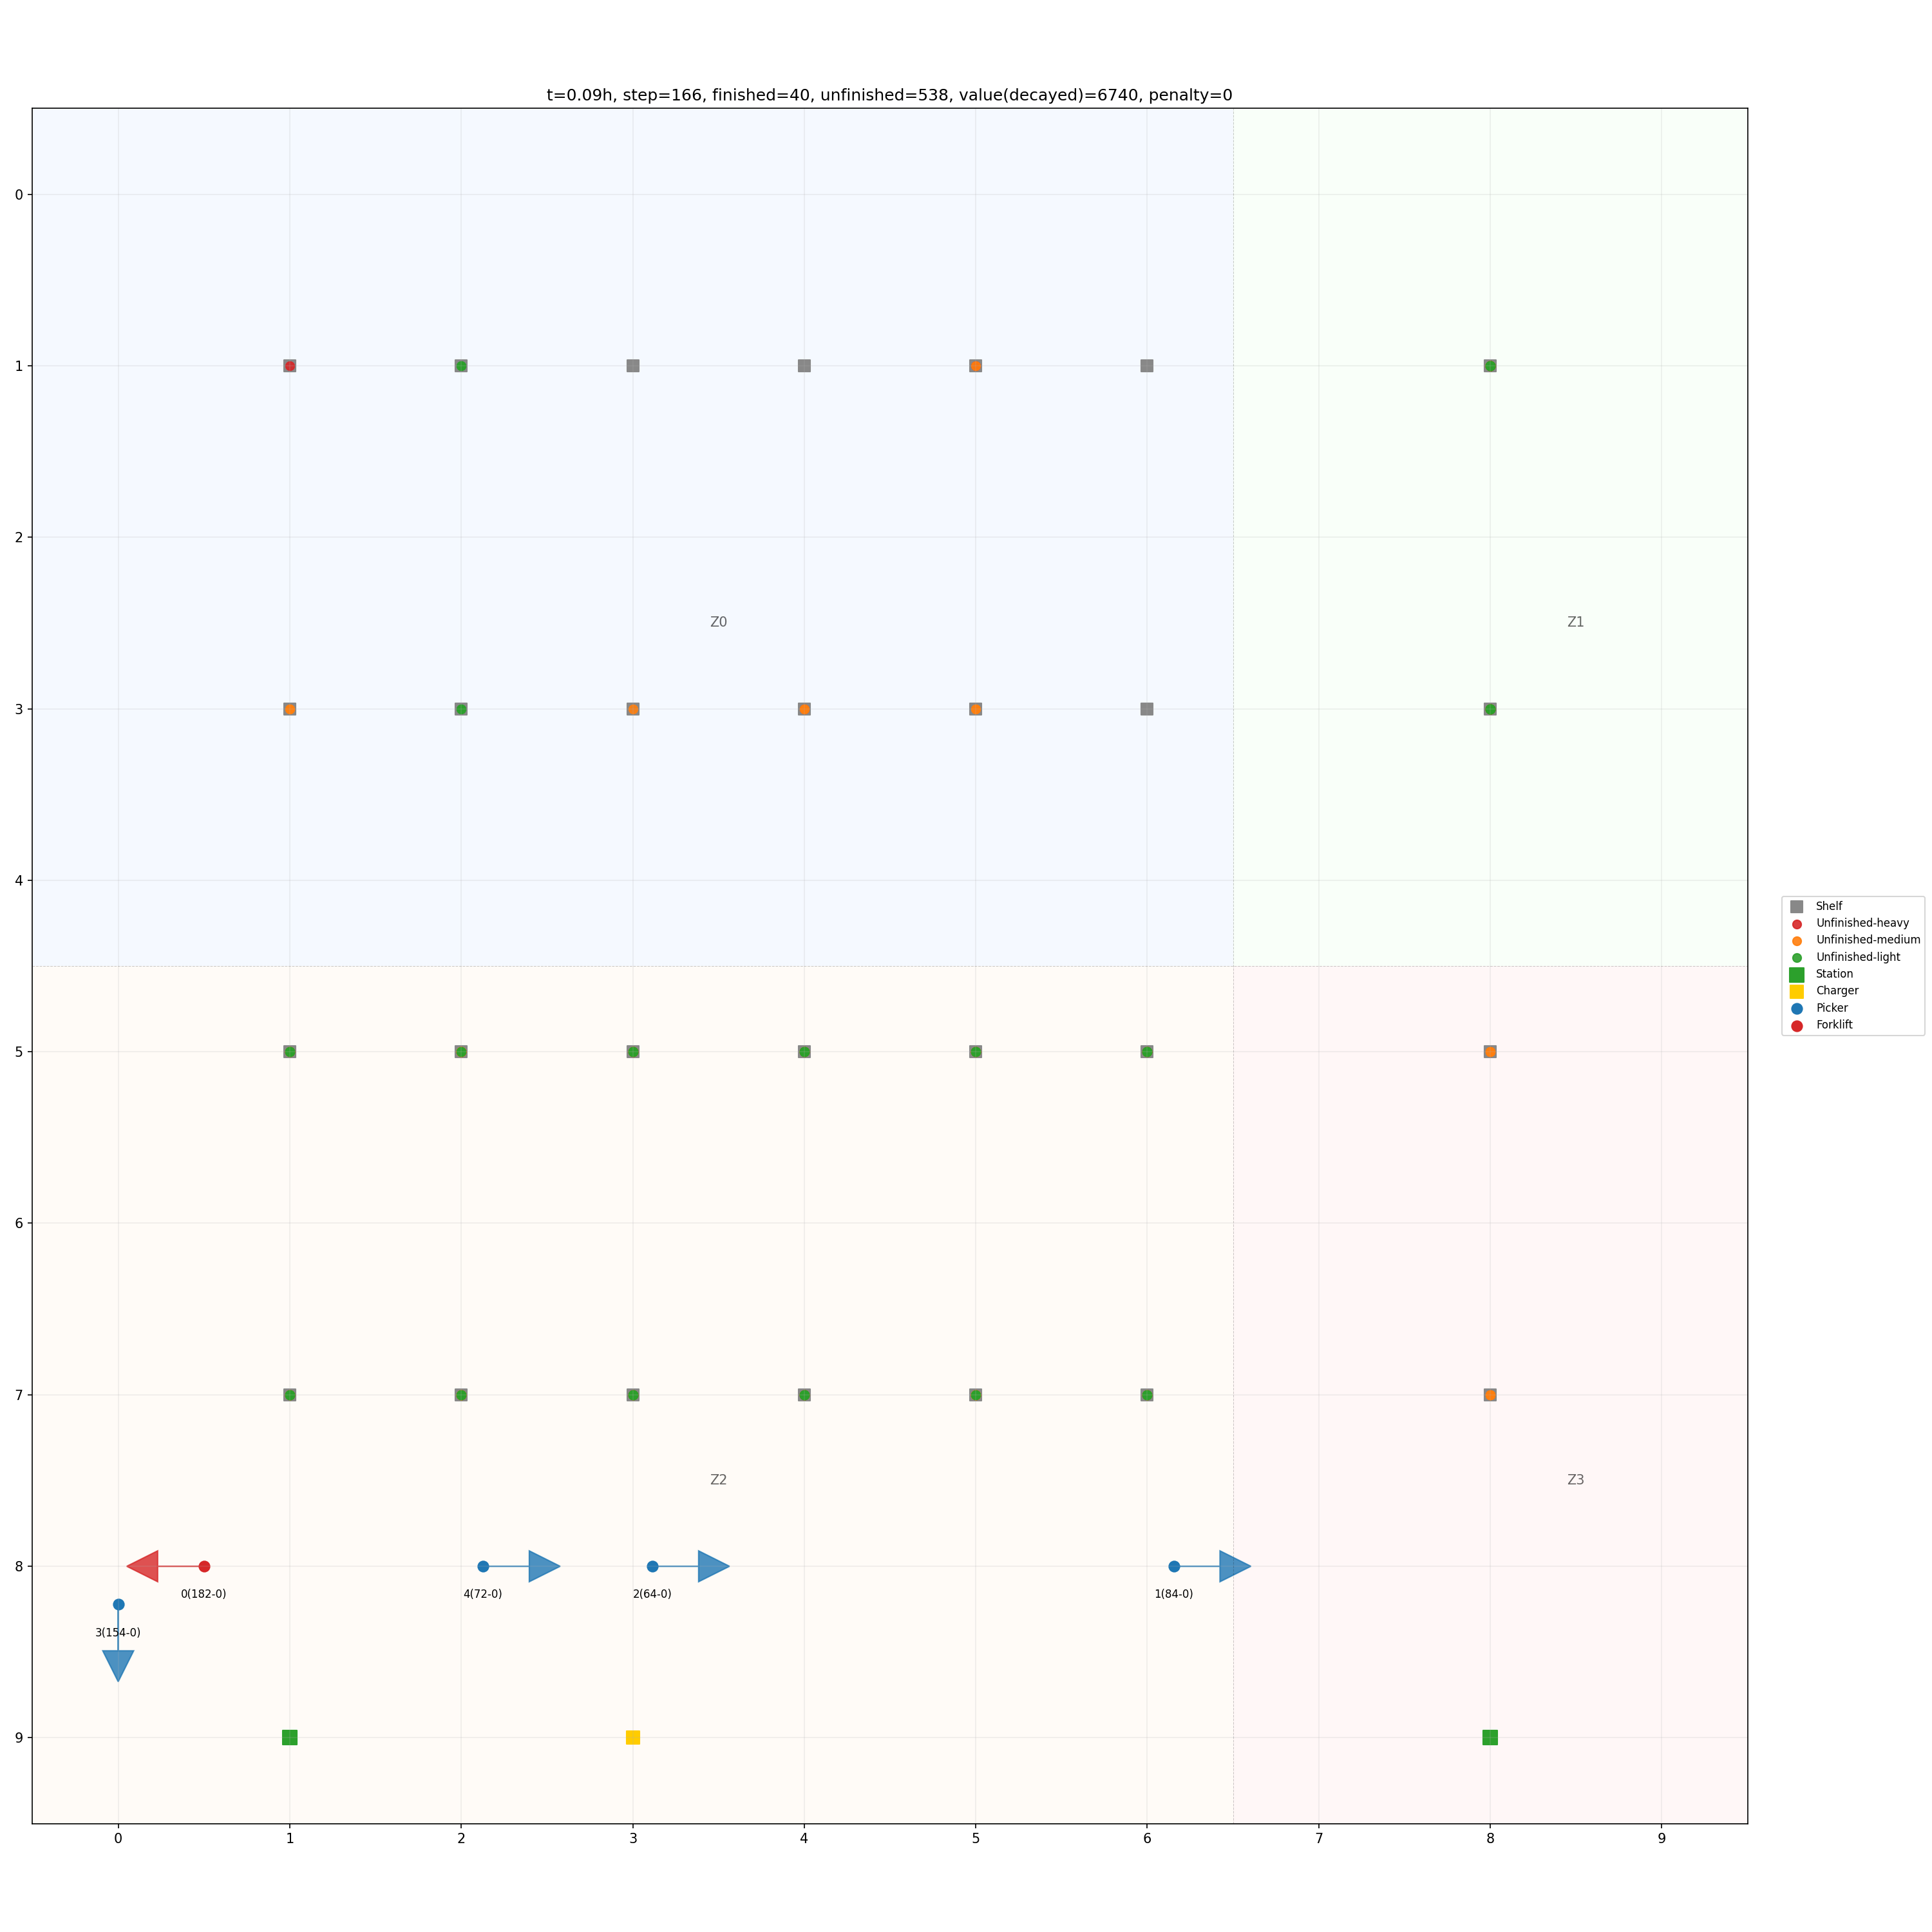 t=0.09h, step=166, finished=40, unfinished=538, value(decayed)=6740, penalty=0
0
1
2
Z0
Z1
3
4
Shelf
Unfinished-heavy
Unfinished-medium
Unfinished-light
Station
Charger
Picker
Forklift
5
6
7
Z2
Z3
8
0(182-0)
4(72-0)
2(64-0)
1(84-0)
3(154-0)
9
0
1
2
3
4
5
6
7
8
9